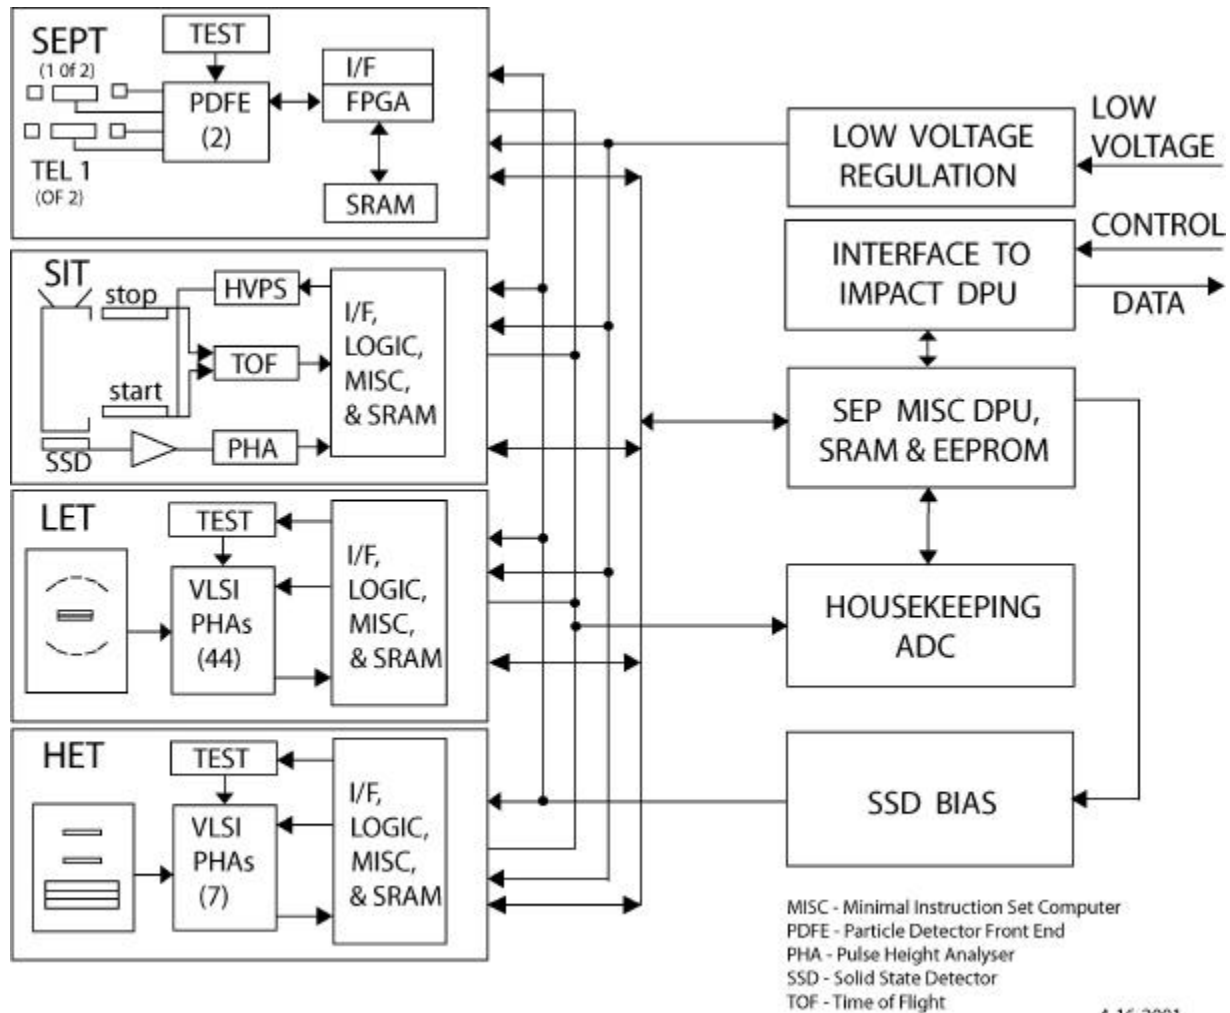 SEPT
(1 0f 2)
TEL 1
(OF 2)
TEST
PDFE
(2)
I/F
FPGA
SRAM
SIT
stop
start
SSD
HVPS
TOF
PHA
I/F,
LOGIC,
MISC,
& SRAM
LET
TEST
VLSI
PHAs
(44)
I/F,
LOGIC,
MISC,
& SRAM
HET
TEST
VLSI
PHAs
(7)
I/F,
LOGIC,
MISC,
& SRAM
LOW VOLTAGE
REGULATION
LOW
VOLTAGE
INTERFACE TO
IMPACT DPU
CONTROL
DATA
SEP MISC DPU,
SRAM & EEPROM
HOUSEKEEPING
ADC
SSD BIAS
MISC - Minimal Instruction Set Computer
PDFE - Particle Detector Front End
PHA - Pulse Height Analyser
SSD - Solid State Detector
TOF - Time of Flight